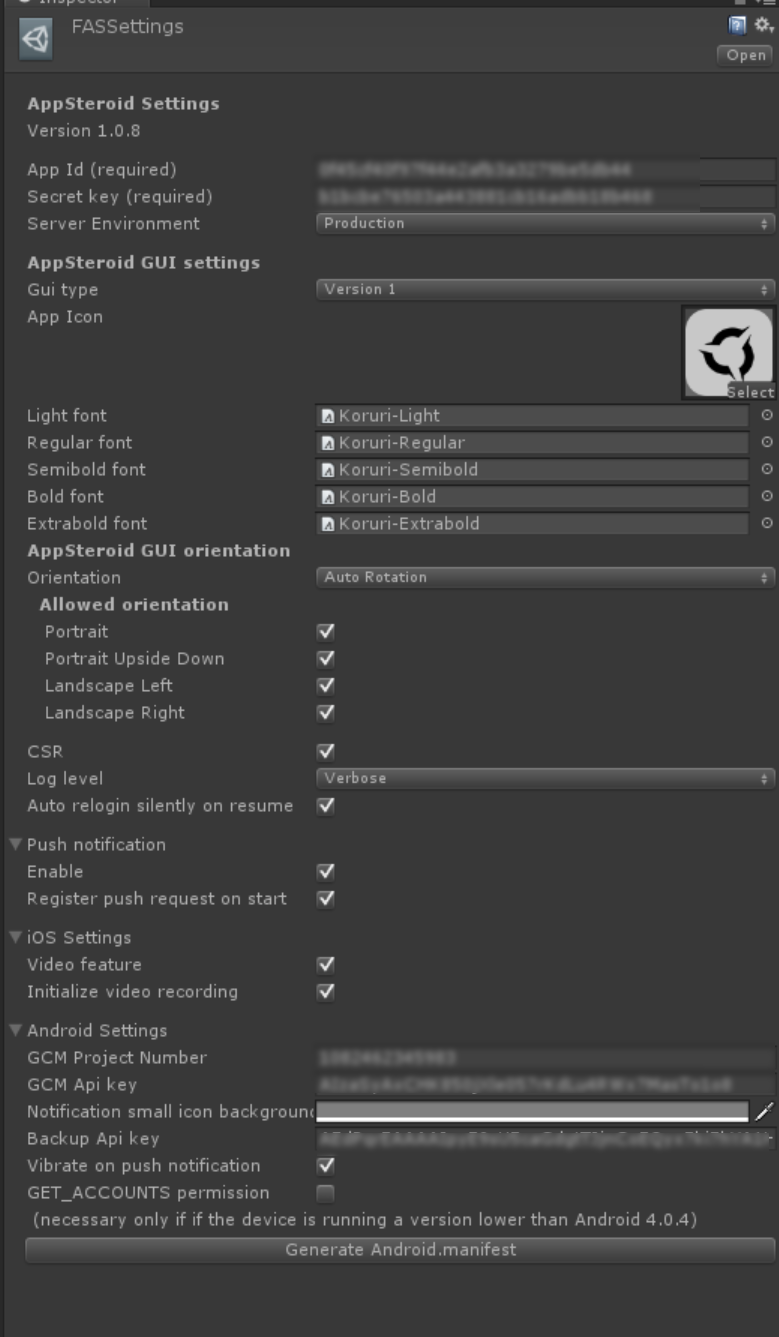 Inspector
FASSettings
Open
AppSteroid Settings
Version 1.0.8
App Id (required)
Secret key (required)
Server Environment Production
AppSteroid GUI settings
Gui type Version 1
App Icon
Select
Light font Koruri-Light
Regular font Koruri-Regular
Semibold font Koruri-Semibold
Bold font Koruri-Bold
Extrabold font Koruri-Extrabold
AppSteroid GUI orientation
Orientation Auto Rotation
Allowed orientation
Portrait
Portrait Upside Down
Landscape Left
Landscape Right
CSR
Log level Verbose
Auto relogin silently on resume
Push notification
Enable
Register push request on start
iOS Settings
Video feature
Initialize video recording
Android Settings
GCM Project Number
GCM Api key
Notification small icon background
Backup Api key
Vibrate on push notification
GET_ACCOUNTS permission
(necessary only if if the device is running a version lower than Android 4.0.4)
Generate Android.manifest